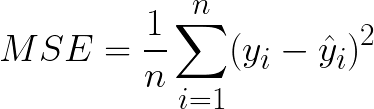 MSE = \frac{1}{n} \sum_{i=1}^{n} (y_i - \hat{y}_i)^2